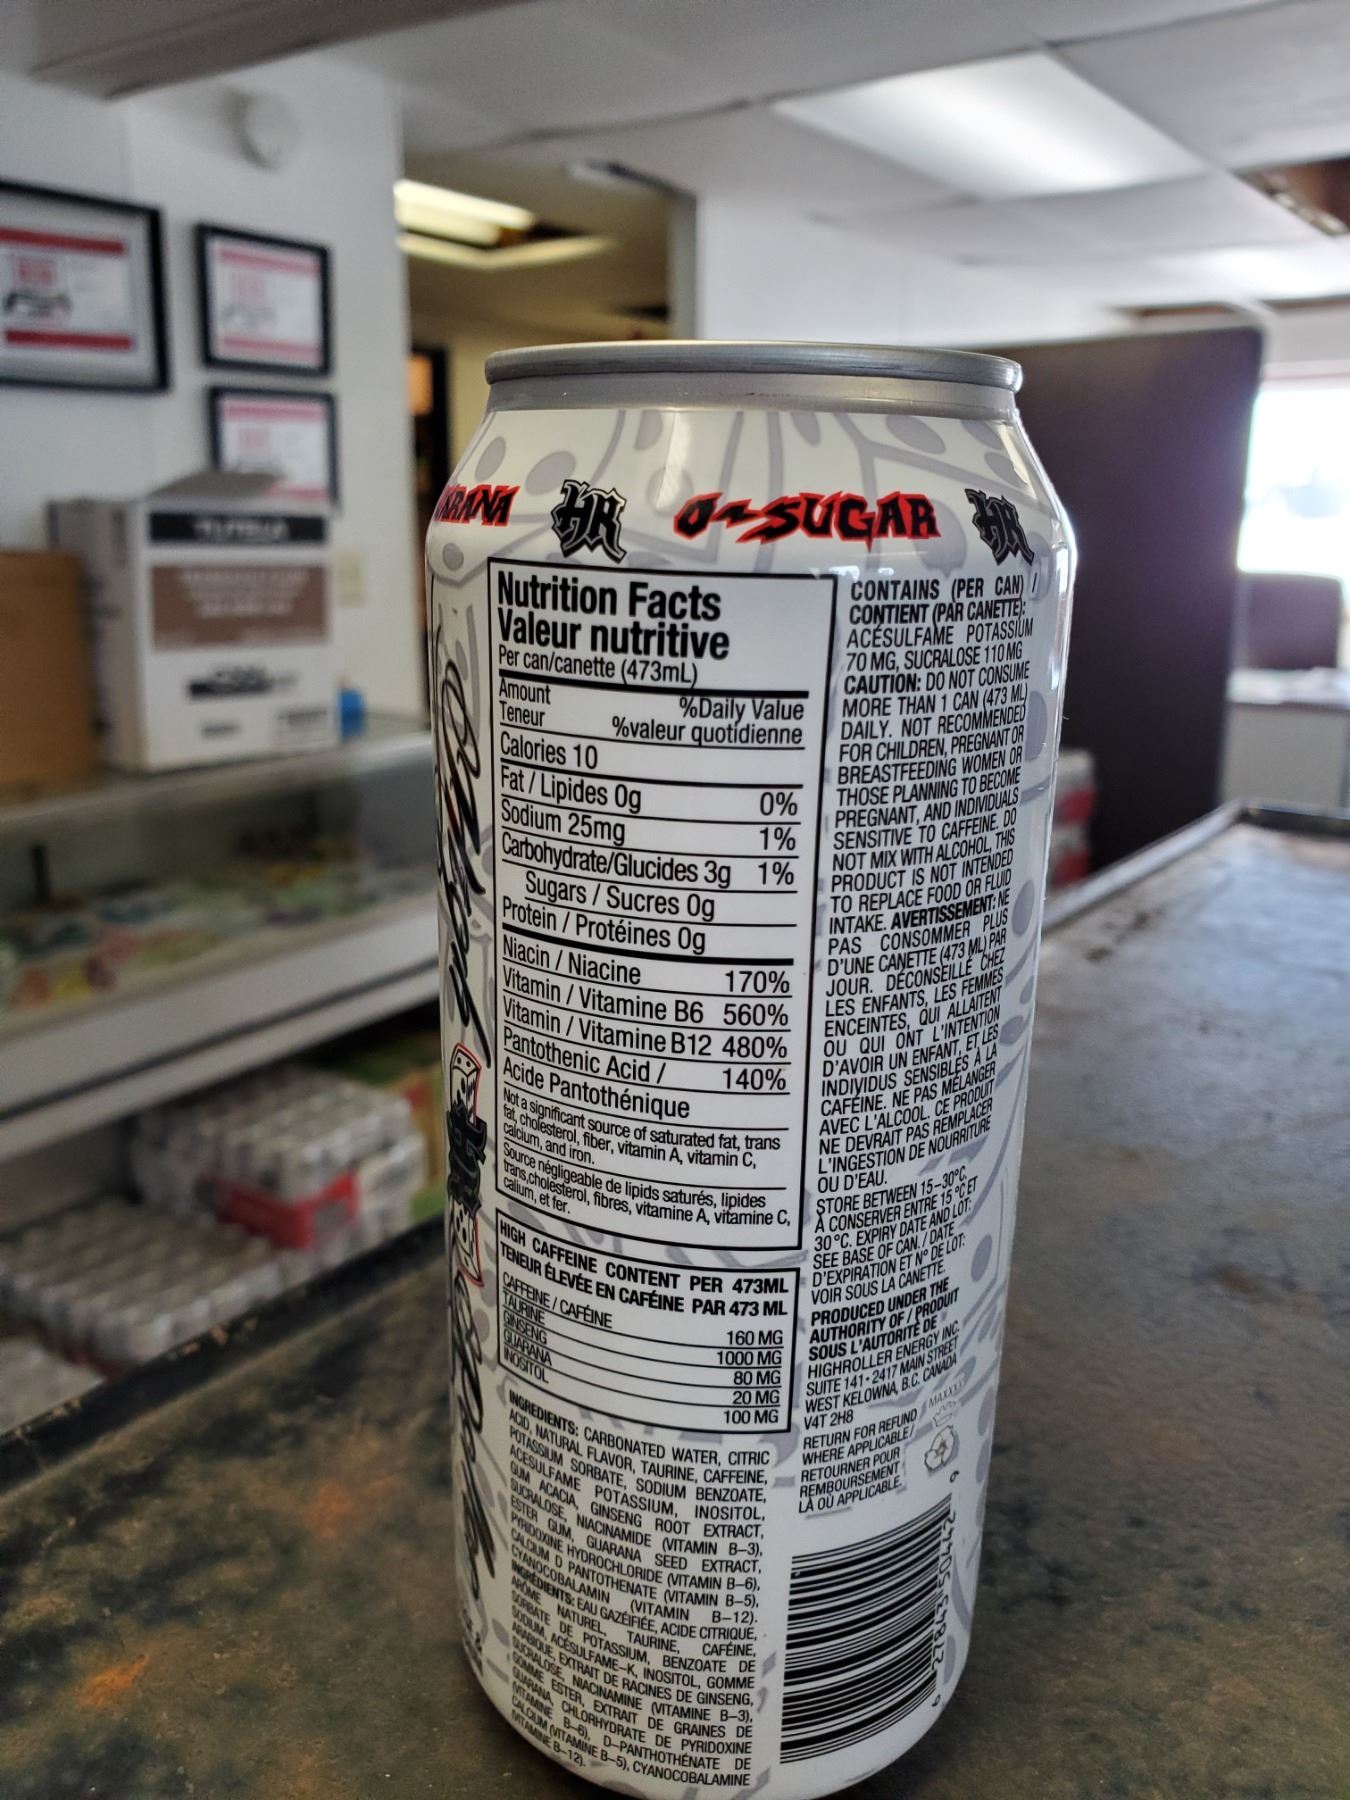 O-SUGAR
HR
HR
Nutrition Facts
Valeur nutritive
Per can/canette (473mL)
Amount
Teneur
%Daily Value
%valeur quotidienne
Calories 10
Fat / Lipides 0g 0%
Sodium 25mg 1%
Carbohydrate/Glucides 3g 1%
Sugars / Sucres 0g
Protein / Protéines 0g
Niacin / Niacine 170%
Vitamin / Vitamine B6 560%
Vitamin / Vitamine B12 480%
Pantothenic Acid / 140%
Acide Pantothénique
Not a significant source of saturated fat, trans
fat, cholesterol, fiber, vitamin A, vitamin C,
calcium, and iron.
Source négligeable de lipids saturés, lipides
trans,cholesterol, fibres, vitamine A, vitamine C,
calium, et fer.
HIGH CAFFEINE CONTENT PER 473ML
TENEUR ÉLEVÉE EN CAFÉINE PAR 473 ML
CAFFEINE / CAFÉINE 160 MG
TAURINE 1000 MG
GINSENG 80 MG
GUARANA 20 MG
INOSITOL 100 MG
INGREDIENTS: CARBONATED WATER, CITRIC
ACID, NATURAL FLAVOR, TAURINE, CAFFEINE,
POTASSIUM SORBATE, SODIUM BENZOATE,
ACESULFAME POTASSIUM, INOSITOL,
GUM ACACIA, GINSENG ROOT EXTRACT,
SUCRALOSE, NIACINAMIDE (VITAMIN B-3),
ESTER GUM, GUARANA SEED EXTRACT,
PYRIDOXINE HYDROCHLORIDE (VITAMIN B-6),
CALCIUM D PANTOTHENATE (VITAMIN B-5),
CYANOCOBALAMIN (VITAMIN B-12).
INGRÉDIENTS: EAU GAZÉIFIÉE, ACIDE CITRIQUE,
ARÔME NATUREL, TAURINE, CAFÉINE,
SORBATE DE POTASSIUM, BENZOATE DE
SODIUM, ACÉSULFAME-K, INOSITOL, GOMME
ARABIQUE, EXTRAIT DE RACINES DE GINSENG,
SUCRALOSE, NIACINAMINE (VITAMINE B-3),
GOMME ESTER, EXTRAIT DE GRAINES DE
GUARANA, CHLORHYDRATE DE PYRIDOXINE
(VITAMINE B-6), D-PANTHOTHÉNATE DE
CALCIUM (VITAMINE B-5), CYANOCOBALAMINE
(VITAMINE B-12).
CONTAINS (PER CAN) /
CONTIENT (PAR CANETTE):
ACÉSULFAME POTASSIUM
70 MG, SUCRALOSE 110 MG
CAUTION: DO NOT CONSUME
MORE THAN 1 CAN (473 ML)
DAILY. NOT RECOMMENDED
FOR CHILDREN, PREGNANT OR
BREASTFEEDING WOMEN OR
THOSE PLANNING TO BECOME
PREGNANT, AND INDIVIDUALS
SENSITIVE TO CAFFEINE. DO
NOT MIX WITH ALCOHOL, THIS
PRODUCT IS NOT INTENDED
TO REPLACE FOOD OR FLUID
INTAKE. AVERTISSEMENT: NE
PAS CONSOMMER PLUS
D'UNE CANETTE (473 ML) PAR
JOUR. DÉCONSEILLÉ CHEZ
LES ENFANTS, LES FEMMES
ENCEINTES, QUI ALLAITENT
OU QUI ONT L'INTENTION
D'AVOIR UN ENFANT, ET LES
INDIVIDUS SENSIBLES À LA
CAFÉINE. NE PAS MÉLANGER
AVEC L'ALCOOL. CE PRODUIT
NE DEVRAIT PAS REMPLACER
L'INGESTION DE NOURRITURE
OU D'EAU.
STORE BETWEEN 15-30°C.
À CONSERVER ENTRE 15 °C ET
30 °C. EXPIRY DATE AND LOT:
SEE BASE OF CAN. / DATE
D'EXPIRATION ET N° DE LOT:
VOIR SOUS LA CANETTE.
PRODUCED UNDER THE
AUTHORITY OF / PRODUIT
SOUS L'AUTORITÉ DE
HIGHROLLER ENERGY INC.
SUITE 141-2417 MAIN STREET
WEST KELOWNA, B.C. CANADA
V4T 2H8
RETURN FOR REFUND
WHERE APPLICABLE/
RETOURNER POUR
REMBOURSEMENT
LÀ OÙ APPLICABLE.
6 27843 50442 9